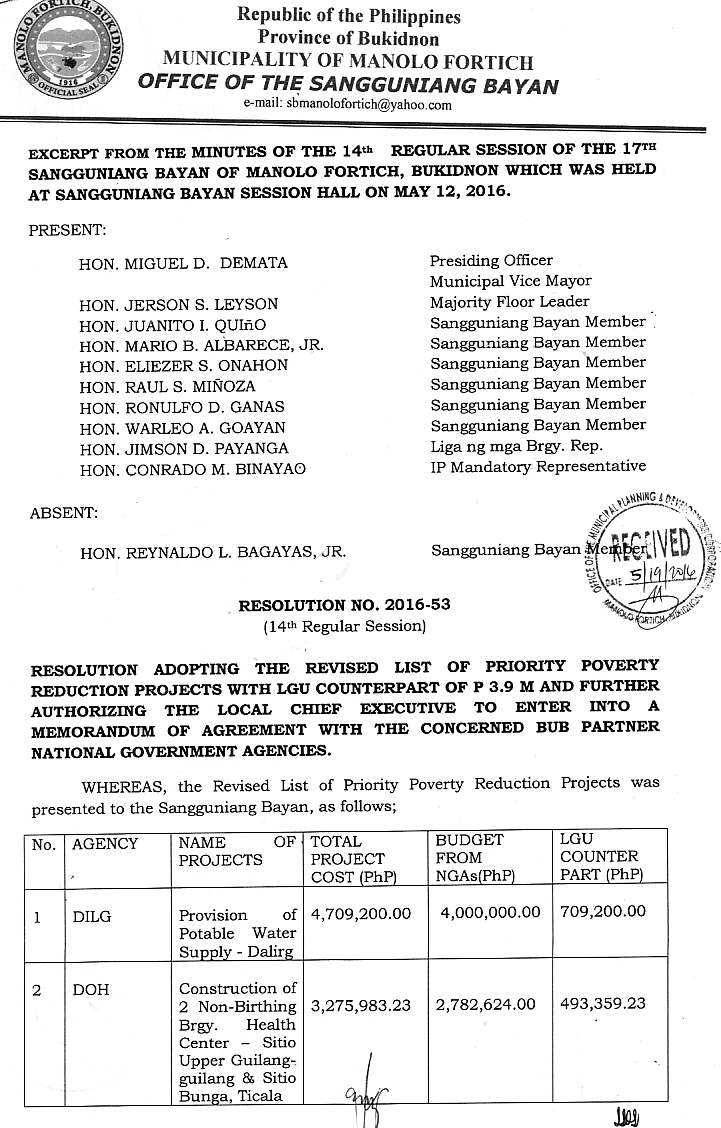 MANOLO FORTICH, BUKIDNON
1916
OFFICIAL SEAL
Republic of the Philippines
Province of Bukidnon
MUNICIPALITY OF MANOLO FORTICH
OFFICE OF THE SANGGUNIANG BAYAN
e-mail: sbmanolofortich@yahoo.com
EXCERPT FROM THE MINUTES OF THE 14th REGULAR SESSION OF THE 17TH
SANGGUNIANG BAYAN OF MANOLO FORTICH, BUKIDNON WHICH WAS HELD
AT SANGGUNIANG BAYAN SESSION HALL ON MAY 12, 2016.
PRESENT:
HON. MIGUEL D. DEMATA Presiding Officer
Municipal Vice Mayor
HON. JERSON S. LEYSON Majority Floor Leader
HON. JUANITO I. QUIñO Sangguniang Bayan Member
HON. MARIO B. ALBARECE, JR. Sangguniang Bayan Member
HON. ELIEZER S. ONAHON Sangguniang Bayan Member
HON. RAUL S. MIÑOZA Sangguniang Bayan Member
HON. RONULFO D. GANAS Sangguniang Bayan Member
HON. WARLEO A. GOAYAN Sangguniang Bayan Member
HON. JIMSON D. PAYANGA Liga ng mga Brgy. Rep.
HON. CONRADO M. BINAYAO IP Mandatory Representative
ABSENT:
HON. REYNALDO L. BAGAYAS, JR. Sangguniang Bayan Member
OFFICE OF THE MUNICIPAL PLANNING &
RECEIVED
DATE 5/19/2016
MANOLO FORTICH, BUKIDNON
RESOLUTION NO. 2016-53
(14th Regular Session)
RESOLUTION ADOPTING THE REVISED LIST OF PRIORITY POVERTY
REDUCTION PROJECTS WITH LGU COUNTERPART OF P 3.9 M AND FURTHER
AUTHORIZING THE LOCAL CHIEF EXECUTIVE TO ENTER INTO A
MEMORANDUM OF AGREEMENT WITH THE CONCERNED BUB PARTNER
NATIONAL GOVERNMENT AGENCIES.
WHEREAS, the Revised List of Priority Poverty Reduction Projects was
presented to the Sangguniang Bayan, as follows;
No. AGENCY NAME OF TOTAL BUDGET LGU
PROJECTS PROJECT FROM COUNTER
COST (PhP) NGAs(PhP) PART (PhP)
1 DILG Provision of 4,709,200.00 4,000,000.00 709,200.00
Potable Water
Supply - Dalirg
2 DOH Construction of
2 Non-Birthing 3,275,983.23 2,782,624.00 493,359.23
Brgy. Health
Center – Sitio
Upper Guilang-
guilang & Sitio
Bunga, Ticala